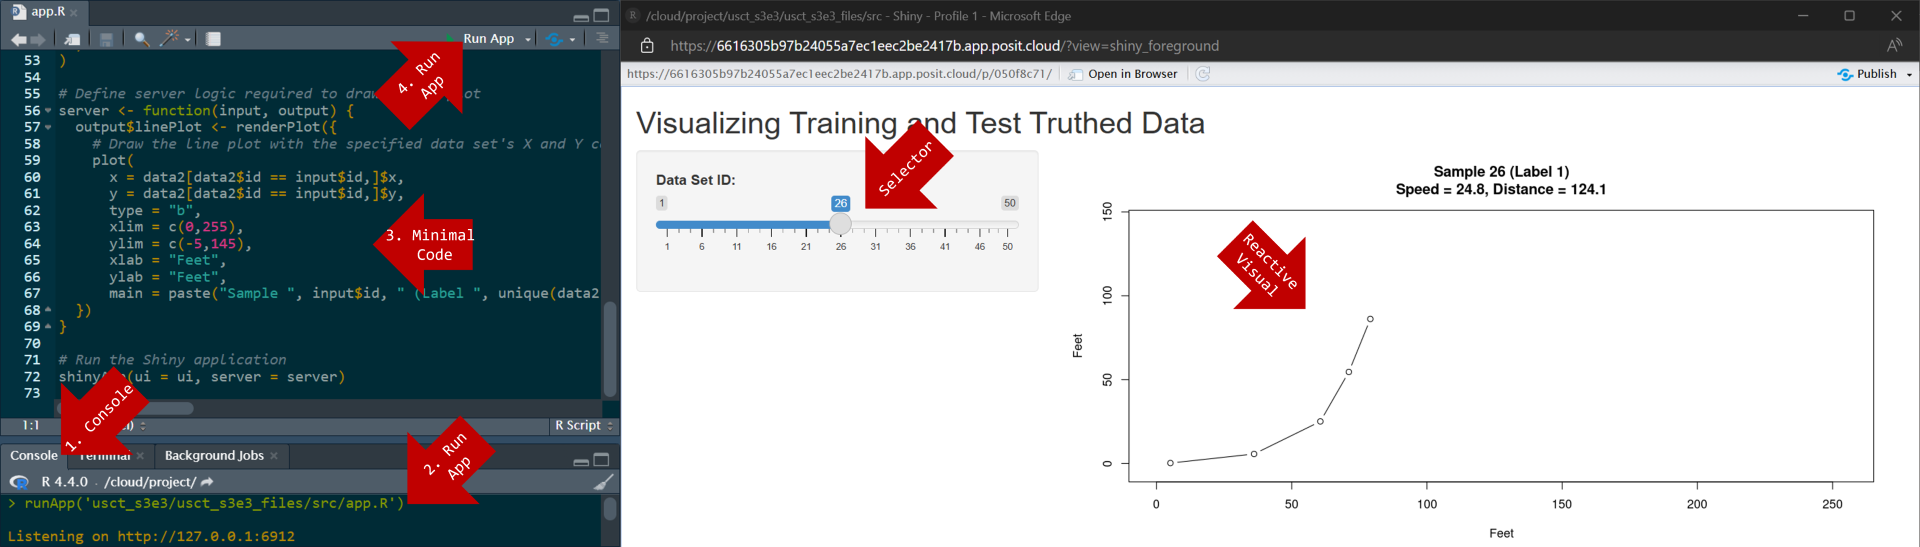 app.R
Run App
53 )
54
55 # Define server logic required to draw plot
56 server <- function(input, output) {
57 output$linePlot <- renderPlot({
58 # Draw the line plot with the specified data set's X and Y c
59 plot(
60 x = data2[data2$id == input$id,]$x,
61 y = data2[data2$id == input$id,]$y,
62 type = "b",
63 xlim = c(0,255),
64 ylim = c(-5,145),
65 xlab = "Feet",
66 ylab = "Feet",
67 main = paste("Sample ", input$id, " (Label ", unique(data2
68 })
69 }
70
71 # Run the Shiny application
72 shiny (ui = ui, server = server)
73
4. Run
App
3. Minimal
Code
1. Console
2. Run
App
1:1
R Script
Console
Terminal
Background Jobs
R 4.4.0 · /cloud/project/
> runApp('usct_s3e3/usct_s3e3_files/src/app.R')
Listening on http://127.0.0.1:6912
/cloud/project/usct_s3e3/usct_s3e3_files/src - Shiny - Profile 1 - Microsoft Edge
https://6616305b97b24055a7ec1eec2be2417b.app.posit.cloud/?view=shiny_foreground
https://6616305b97b24055a7ec1eec2be2417b.app.posit.cloud/p/050f8c71/
Open in Browser
Publish
Visualizing Training and Test Truthed Data
Data Set ID:
1 26 50
1 6 11 16 21 26 31 36 41 46 50
Selector
Sample 26 (Label 1)
Speed = 24.8, Distance = 124.1
Reactive
Visual
150
100
50
0
Feet
0 50 100 150 200 250
Feet